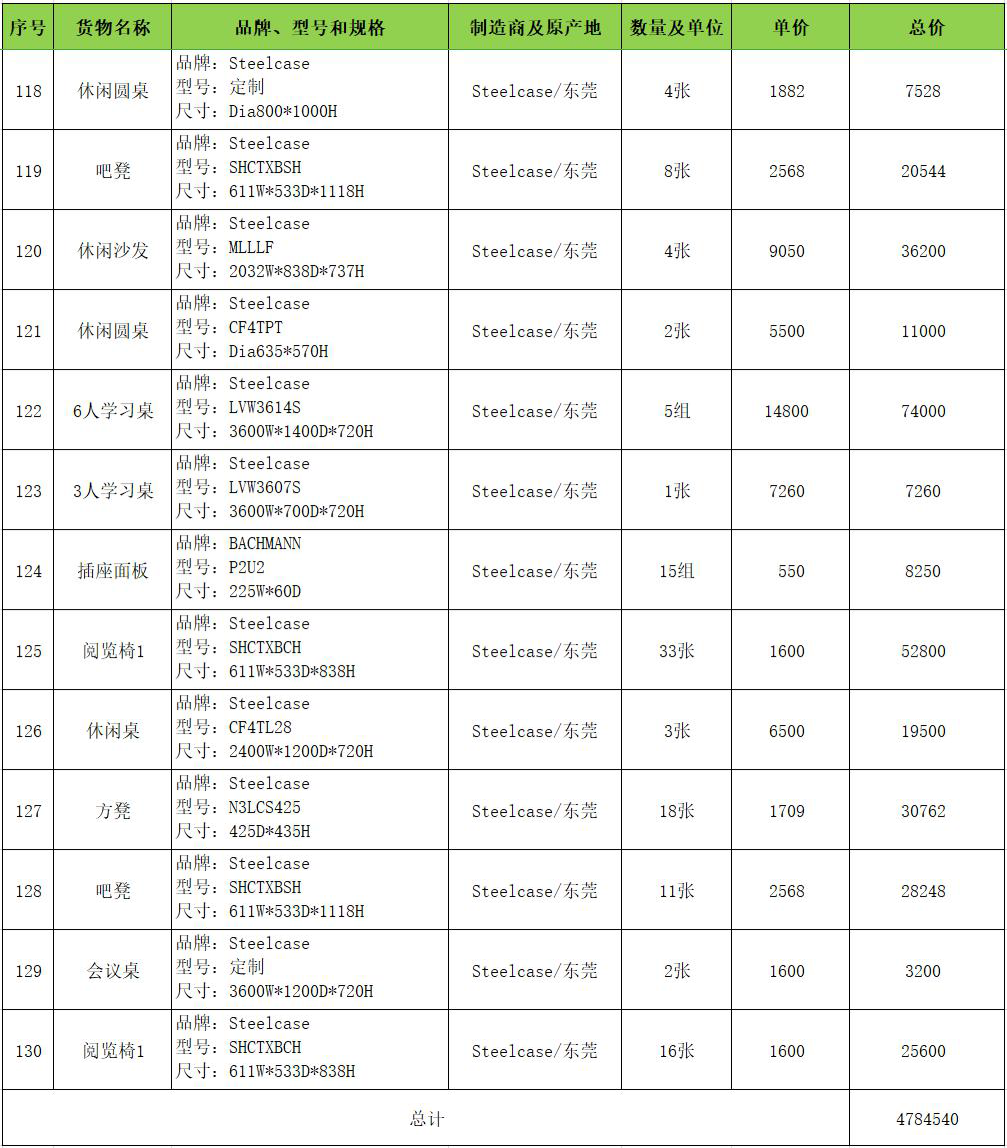 序号 货物名称 品牌、型号和规格 制造商及原产地 数量及单位 单价 总价
品牌：Steelcase
118 休闲圆桌 型号：定制 Steelcase/东莞 4张 1882 7528
尺寸：Dia800*1000H
品牌：Steelcase
119 吧凳 型号：SHCTXBSH Steelcase/东莞 8张 2568 20544
尺寸：611W*533D*1118H
品牌：Steelcase
120 休闲沙发 型号：MLLLF Steelcase/东莞 4张 9050 36200
尺寸：2032W*838D*737H
品牌：Steelcase
121 休闲圆桌 型号：CF4TPT Steelcase/东莞 2张 5500 11000
尺寸：Dia635*570H
品牌：Steelcase
122 6人学习桌 型号：LVW3614S Steelcase/东莞 5组 14800 74000
尺寸：3600W*1400D*720H
品牌：Steelcase
123 3人学习桌 型号：LVW3607S Steelcase/东莞 1张 7260 7260
尺寸：3600W*700D*720H
品牌：BACHMANN
124 插座面板 型号：P2U2 Steelcase/东莞 15组 550 8250
尺寸：225W*60D
品牌：Steelcase
125 阅览椅1 型号：SHCTXBCH Steelcase/东莞 33张 1600 52800
尺寸：611W*533D*838H
品牌：Steelcase
126 休闲桌 型号：CF4TL28 Steelcase/东莞 3张 6500 19500
尺寸：2400W*1200D*720H
品牌：Steelcase
127 方凳 型号：N3LCS425 Steelcase/东莞 18张 1709 30762
尺寸：425D*435H
品牌：Steelcase
128 吧凳 型号：SHCTXBSH Steelcase/东莞 11张 2568 28248
尺寸：611W*533D*1118H
品牌：Steelcase
129 会议桌 型号：定制 Steelcase/东莞 2张 1600 3200
尺寸：3600W*1200D*720H
品牌：Steelcase
130 阅览椅1 型号：SHCTXBCH Steelcase/东莞 16张 1600 25600
尺寸：611W*533D*838H
总计 4784540